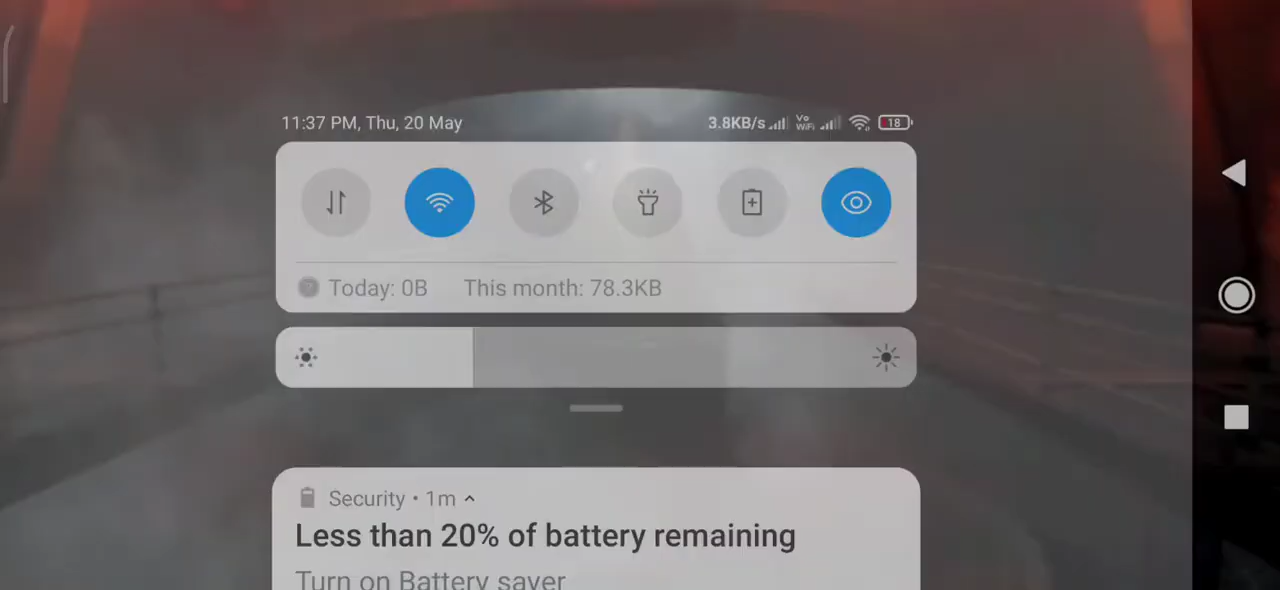 11:37 PM, Thu, 20 May 3.8KB/s Vo WiFi 18
Today: 0B This month: 78.3KB
Security • 1m
Less than 20% of battery remaining
Turn on Battery saver